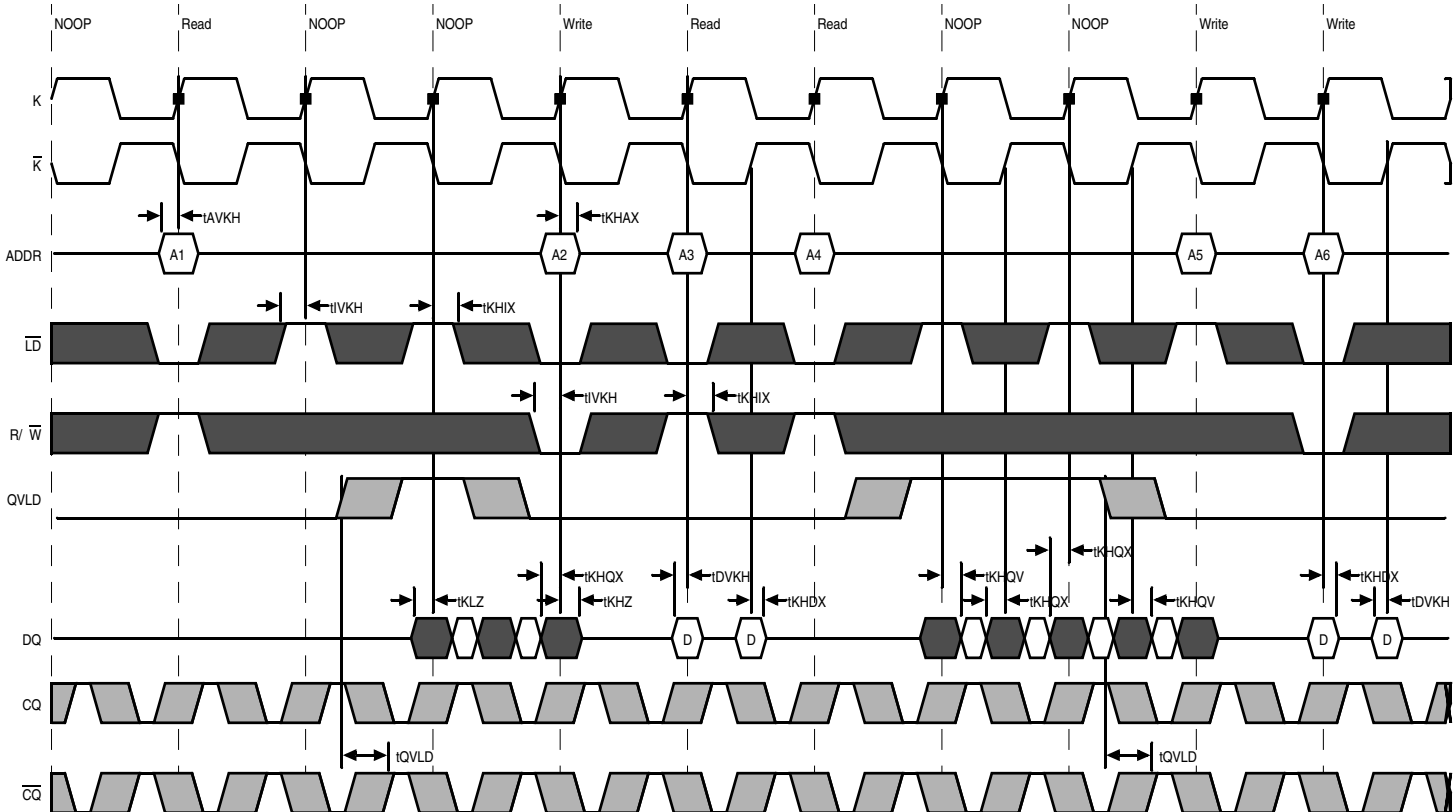 NOOP Read NOOP NOOP Write Read Read NOOP NOOP Write Write
K
K̅
tAVKH tKHAX
ADDR A1 A2 A3 A4 A5 A6
tIVKH tKHIX
L̅D̅
tIVKH tKHIX
R/ W̅
QVLD
tKHQX
tKHQX tDVKH tKHQV tKHDX
tKLZ tKHZ tKHDX tKHQX tKHQV tDVKH
DQ D D D D
CQ
tQVLD tQVLD
C̅Q̅